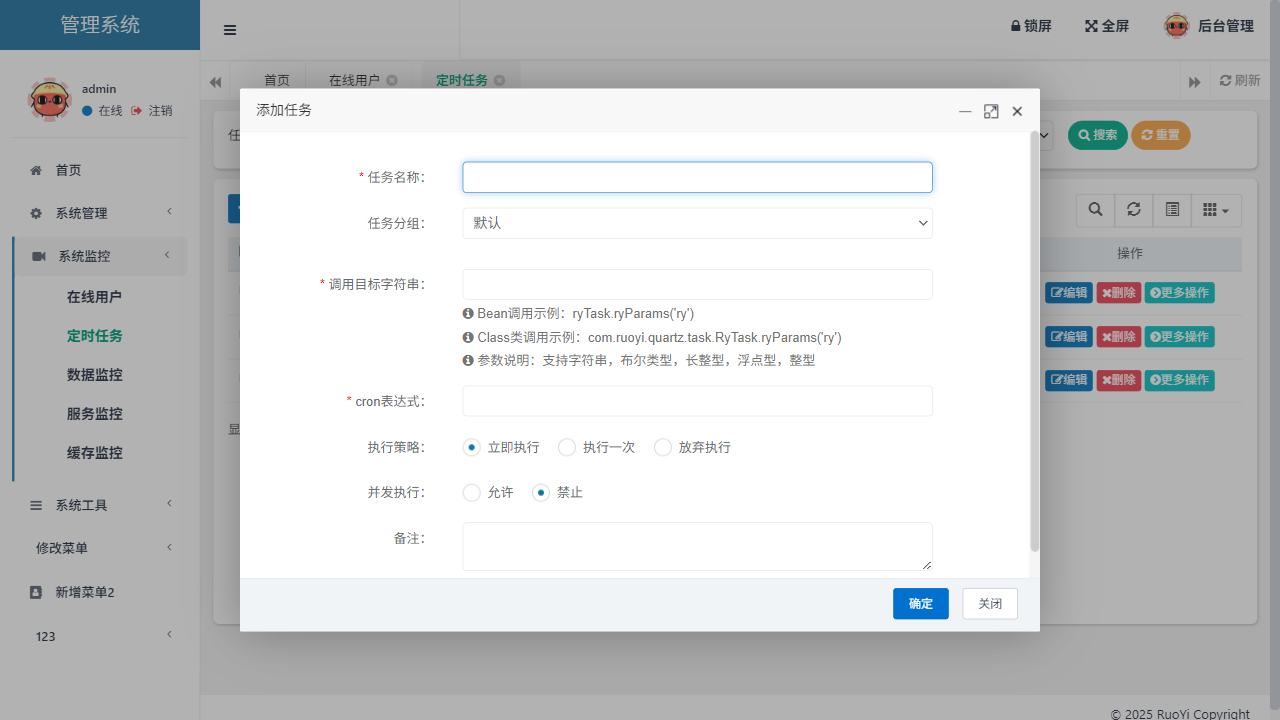 管理系统
锁屏
全屏
后台管理
admin
在线
注销
首页
在线用户
定时任务
刷新
首页
系统管理
系统监控
在线用户
定时任务
数据监控
服务监控
缓存监控
系统工具
修改菜单
新增菜单2
123
任
搜索
重置
操作
编辑 删除 更多操作
编辑 删除 更多操作
编辑 删除 更多操作
显
添加任务
* 任务名称：
任务分组：
默认
* 调用目标字符串：
Bean调用示例：ryTask.ryParams('ry')
Class类调用示例：com.ruoyi.quartz.task.RyTask.ryParams('ry')
参数说明：支持字符串，布尔类型，长整型，浮点型，整型
* cron表达式：
执行策略：
立即执行 执行一次 放弃执行
并发执行：
允许 禁止
备注：
确定
关闭
© 2025 RuoYi Copyright